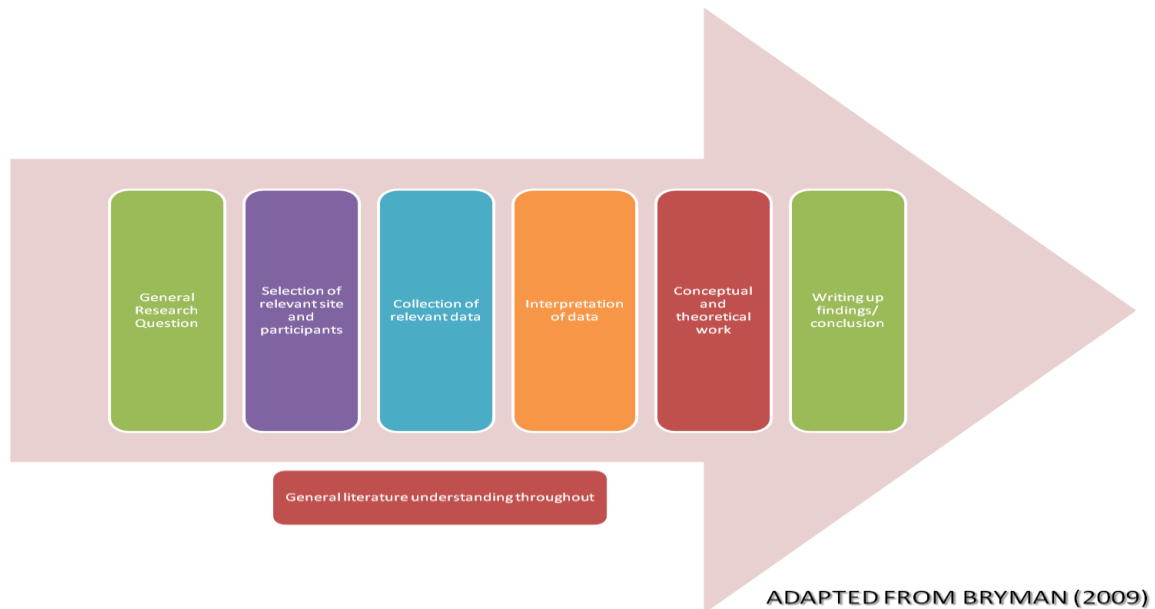 General
Research
Question
Selection of
relevant site
and
participants
Collection of
relevant data
Interpretation
of data
Conceptual
and
theoretical
work
Writing up
findings/
conclusion
General literature understanding throughout
ADAPTED FROM BRYMAN (2009)